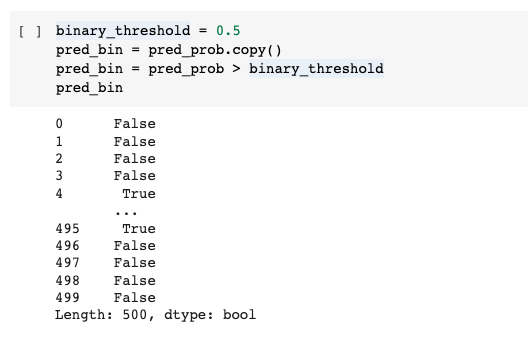 [ ] binary_threshold = 0.5
pred_bin = pred_prob.copy()
pred_bin = pred_prob > binary_threshold
pred_bin
0 False
1 False
2 False
3 False
4 True
...
495 True
496 False
497 False
498 False
499 False
Length: 500, dtype: bool